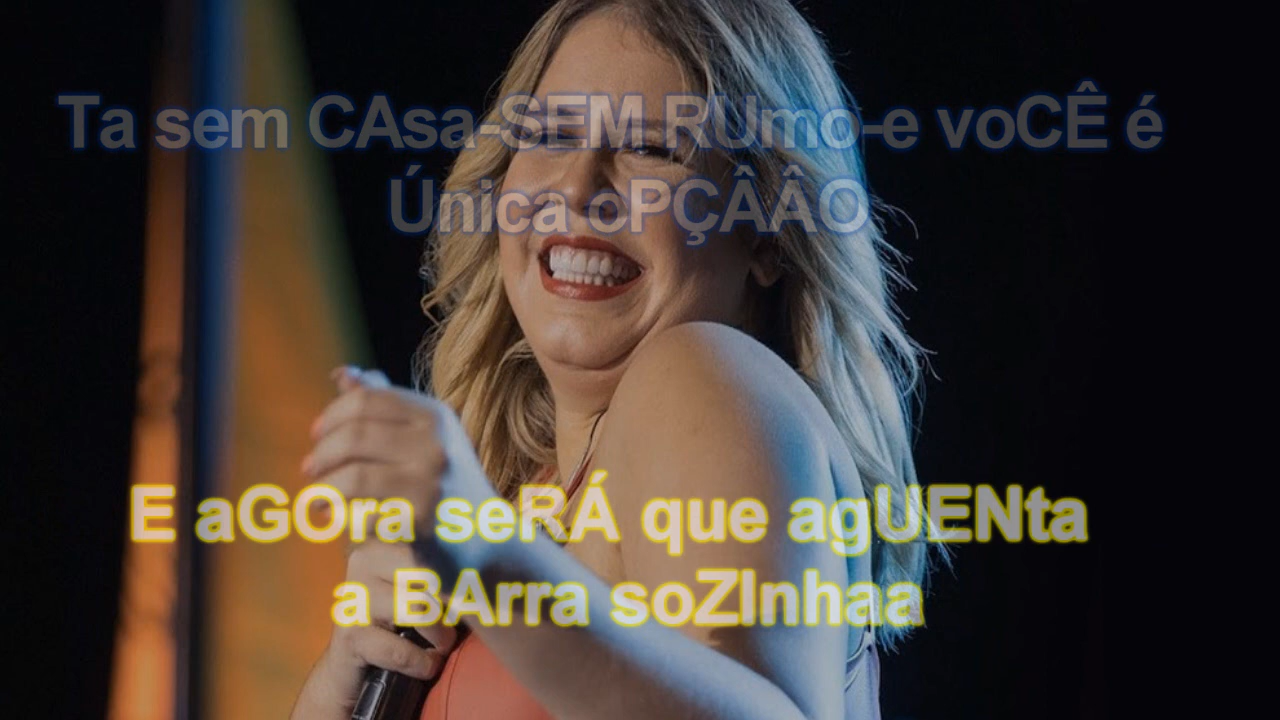 Ta sem CAsa-SEM RUmo-e voCÊ é
Única oPÇÂÂO
E aGOra seRÁ que agUENta
a BArra soZInhaa